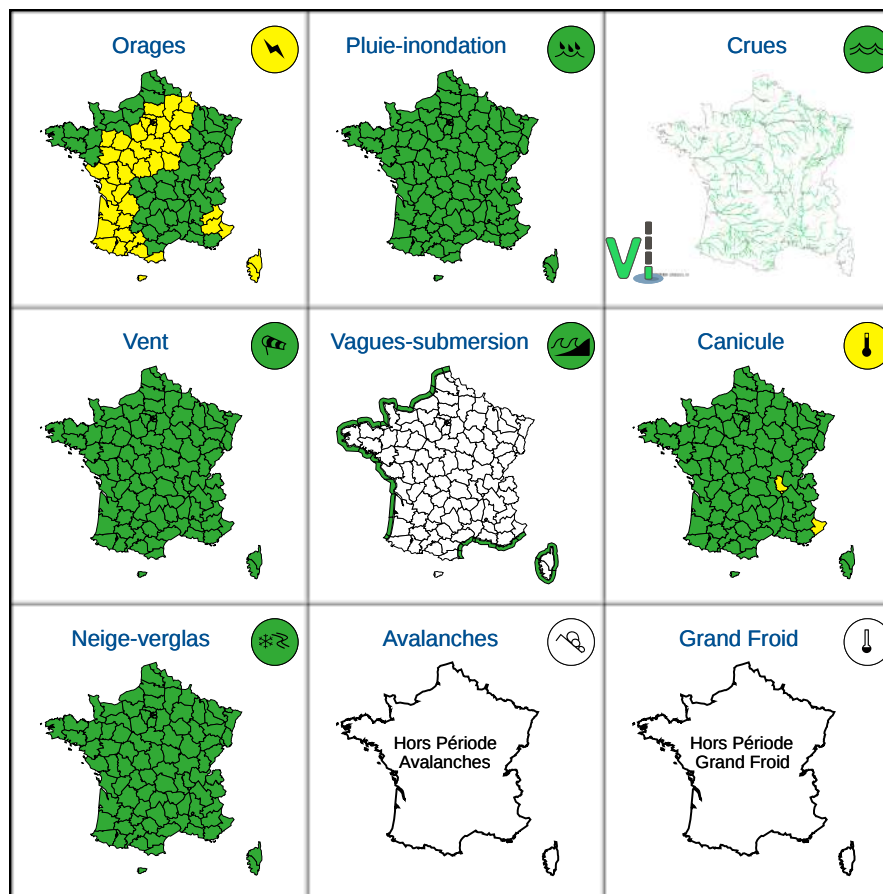 Orages
Pluie-inondation
Crues
Vent
Vagues-submersion
Canicule
Neige-verglas
Avalanches
Grand Froid
Hors Période
Avalanches
Hors Période
Grand Froid